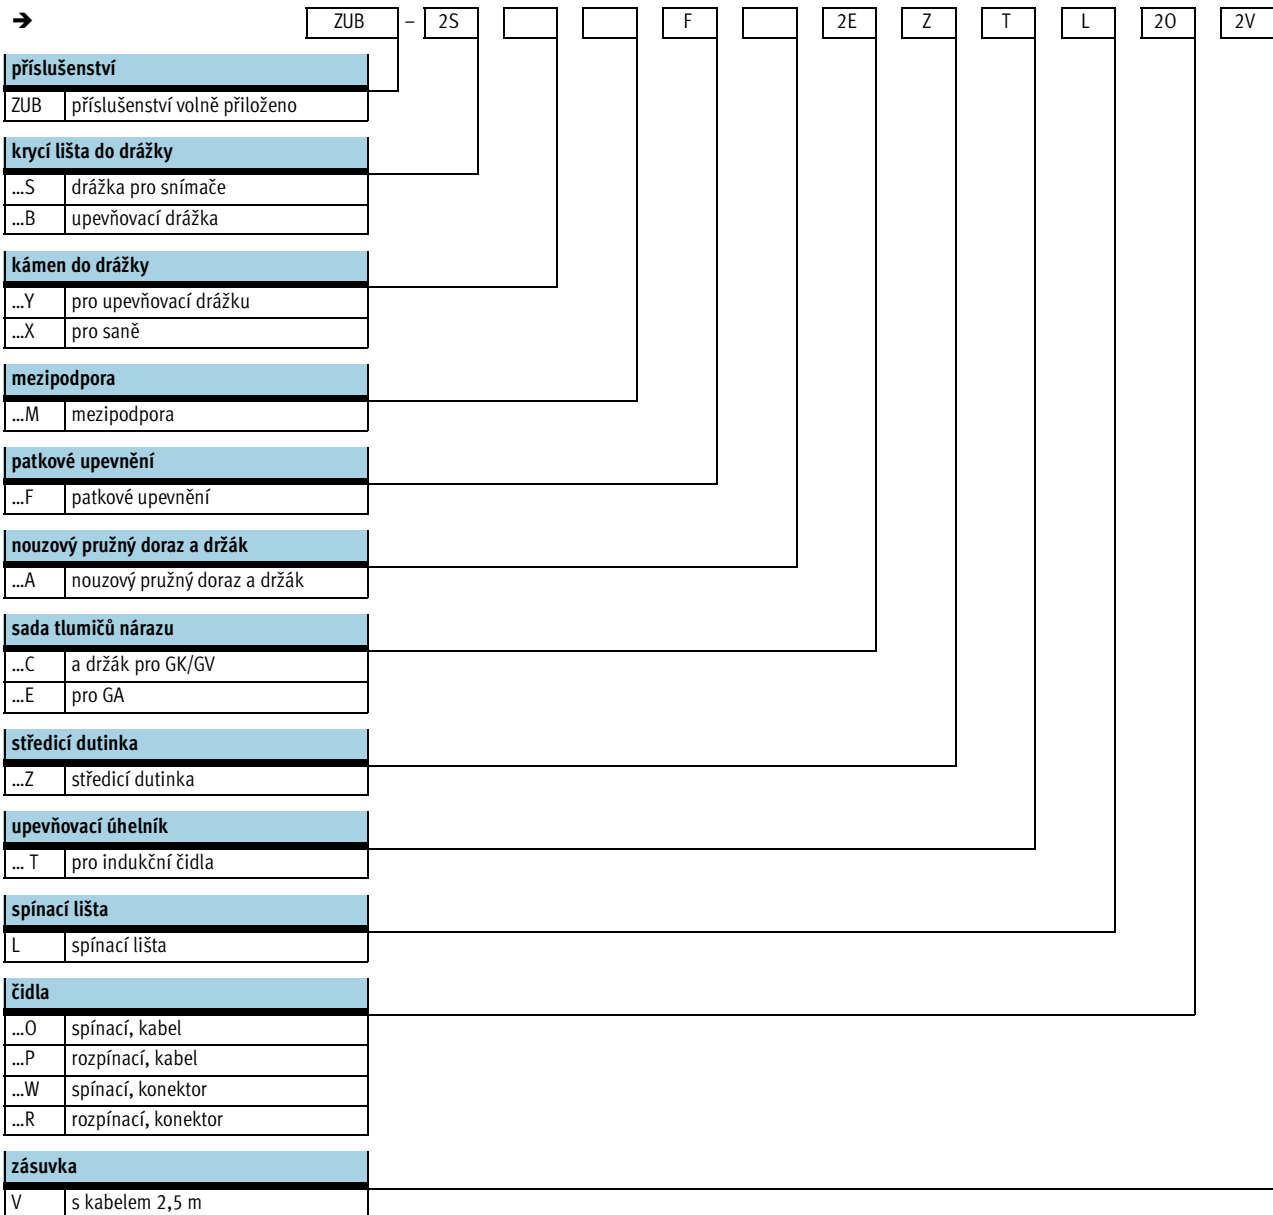 ➔ ZUB – 2S F 2E Z T L 2O 2V
příslušenství
ZUB příslušenství volně přiloženo
krycí lišta do drážky
...S drážka pro snímače
...B upevňovací drážka
kámen do drážky
...Y pro upevňovací drážku
...X pro saně
mezipodpora
...M mezipodpora
patkové upevnění
...F patkové upevnění
nouzový pružný doraz a držák
...A nouzový pružný doraz a držák
sada tlumičů nárazu
...C a držák pro GK/GV
...E pro GA
středicí dutinka
...Z středicí dutinka
upevňovací úhelník
... T pro indukční čidla
spínací lišta
L spínací lišta
čidla
...O spínací, kabel
...P rozpínací, kabel
...W spínací, konektor
...R rozpínací, konektor
zásuvka
V s kabelem 2,5 m